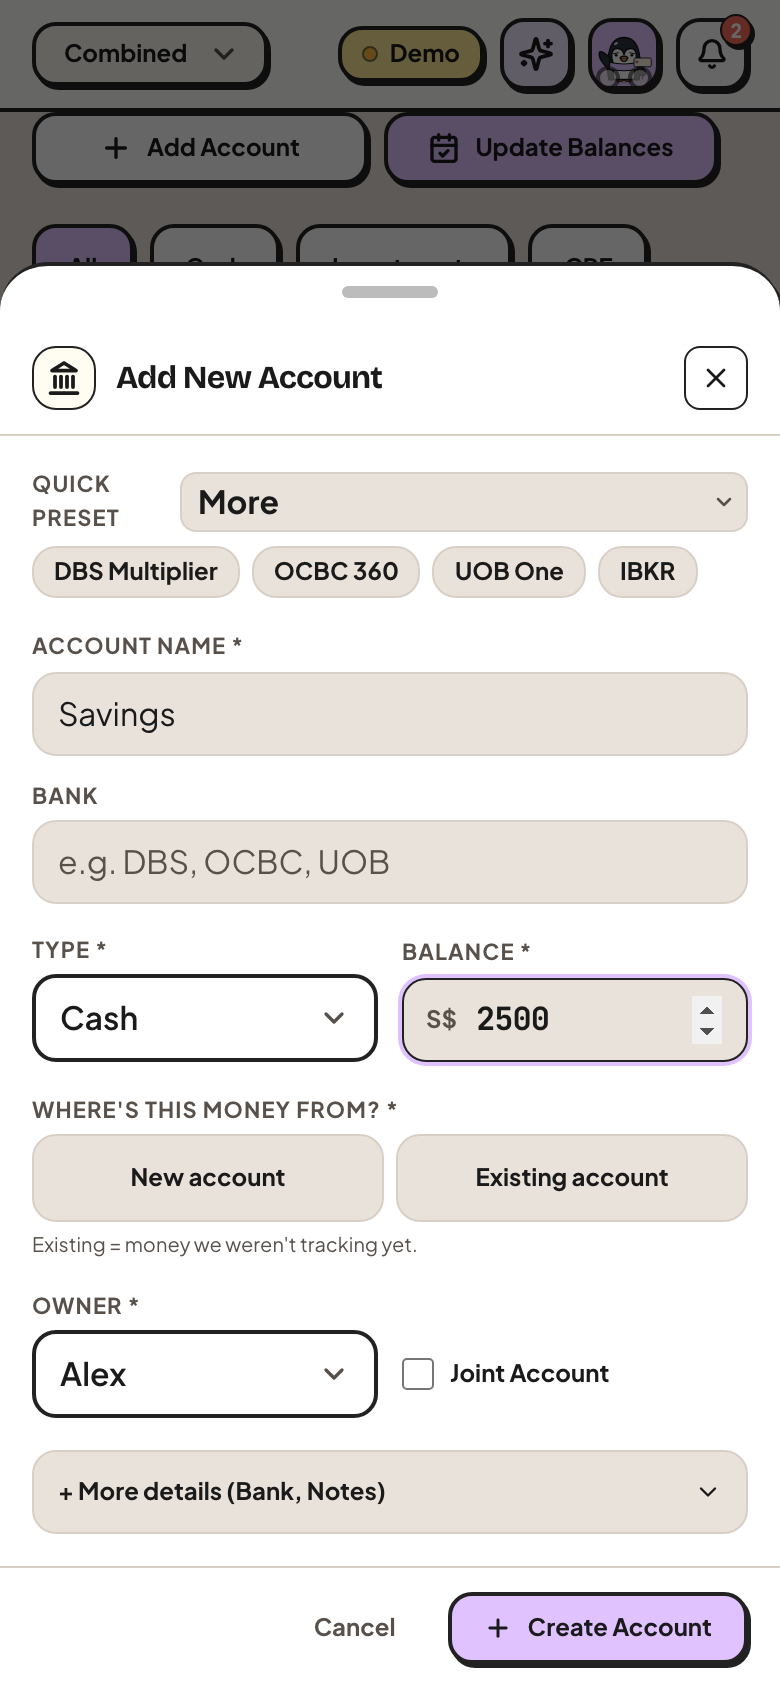 Combined
Demo
2
+ Add Account
Update Balances
All
Add New Account
QUICK PRESET
More
DBS Multiplier
OCBC 360
UOB One
IBKR
ACCOUNT NAME *
Savings
BANK
e.g. DBS, OCBC, UOB
TYPE *
BALANCE *
Cash
S$ 2500
WHERE'S THIS MONEY FROM? *
New account
Existing account
Existing = money we weren't tracking yet.
OWNER *
Alex
Joint Account
+ More details (Bank, Notes)
Cancel
+ Create Account